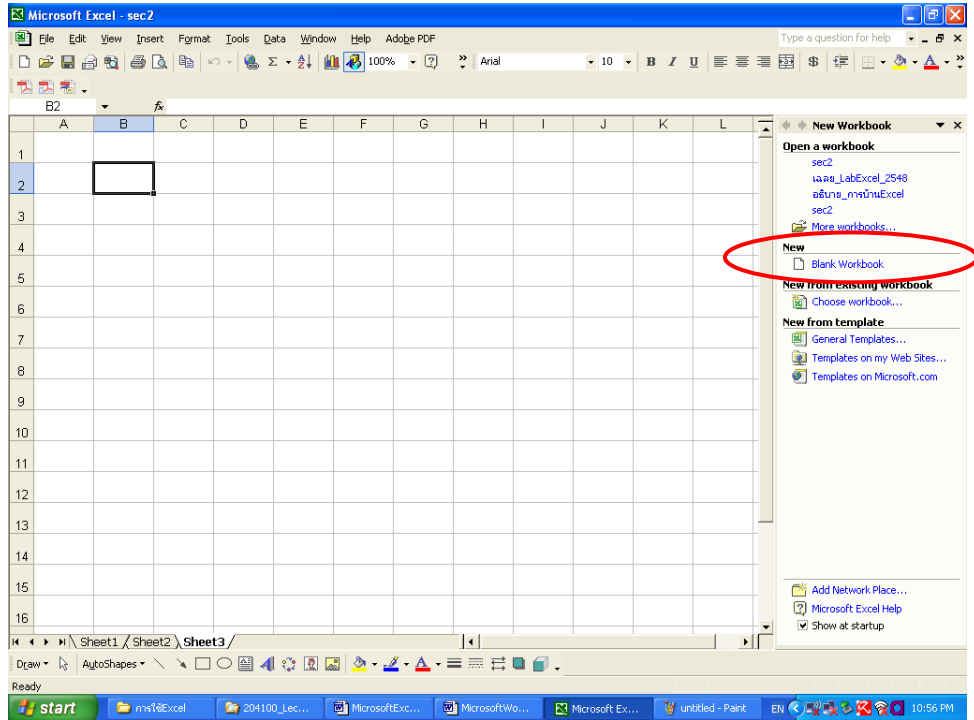 Microsoft Excel - sec2
File Edit View Insert Format Tools Data Window Help Adobe PDF
Type a question for help
100%
Arial
10
B I U
$
B2
fx
A B C D E F G H I J K L
1
2
3
4
5
6
7
8
9
10
11
12
13
14
15
16
New Workbook
Open a workbook
sec2
เฉลย_LabExcel_2548
อธิบาย_การบ้านExcel
sec2
More workbooks...
New
Blank Workbook
New from existing workbook
Choose workbook...
New from template
General Templates...
Templates on my Web Sites...
Templates on Microsoft.com
Add Network Place...
Microsoft Excel Help
Show at startup
Sheet1 Sheet2 Sheet3
Draw AutoShapes
Ready
start
การใช้Excel
204100_Lec...
MicrosoftExc...
MicrosoftWo...
Microsoft Ex...
untitled - Paint
EN
10:56 PM